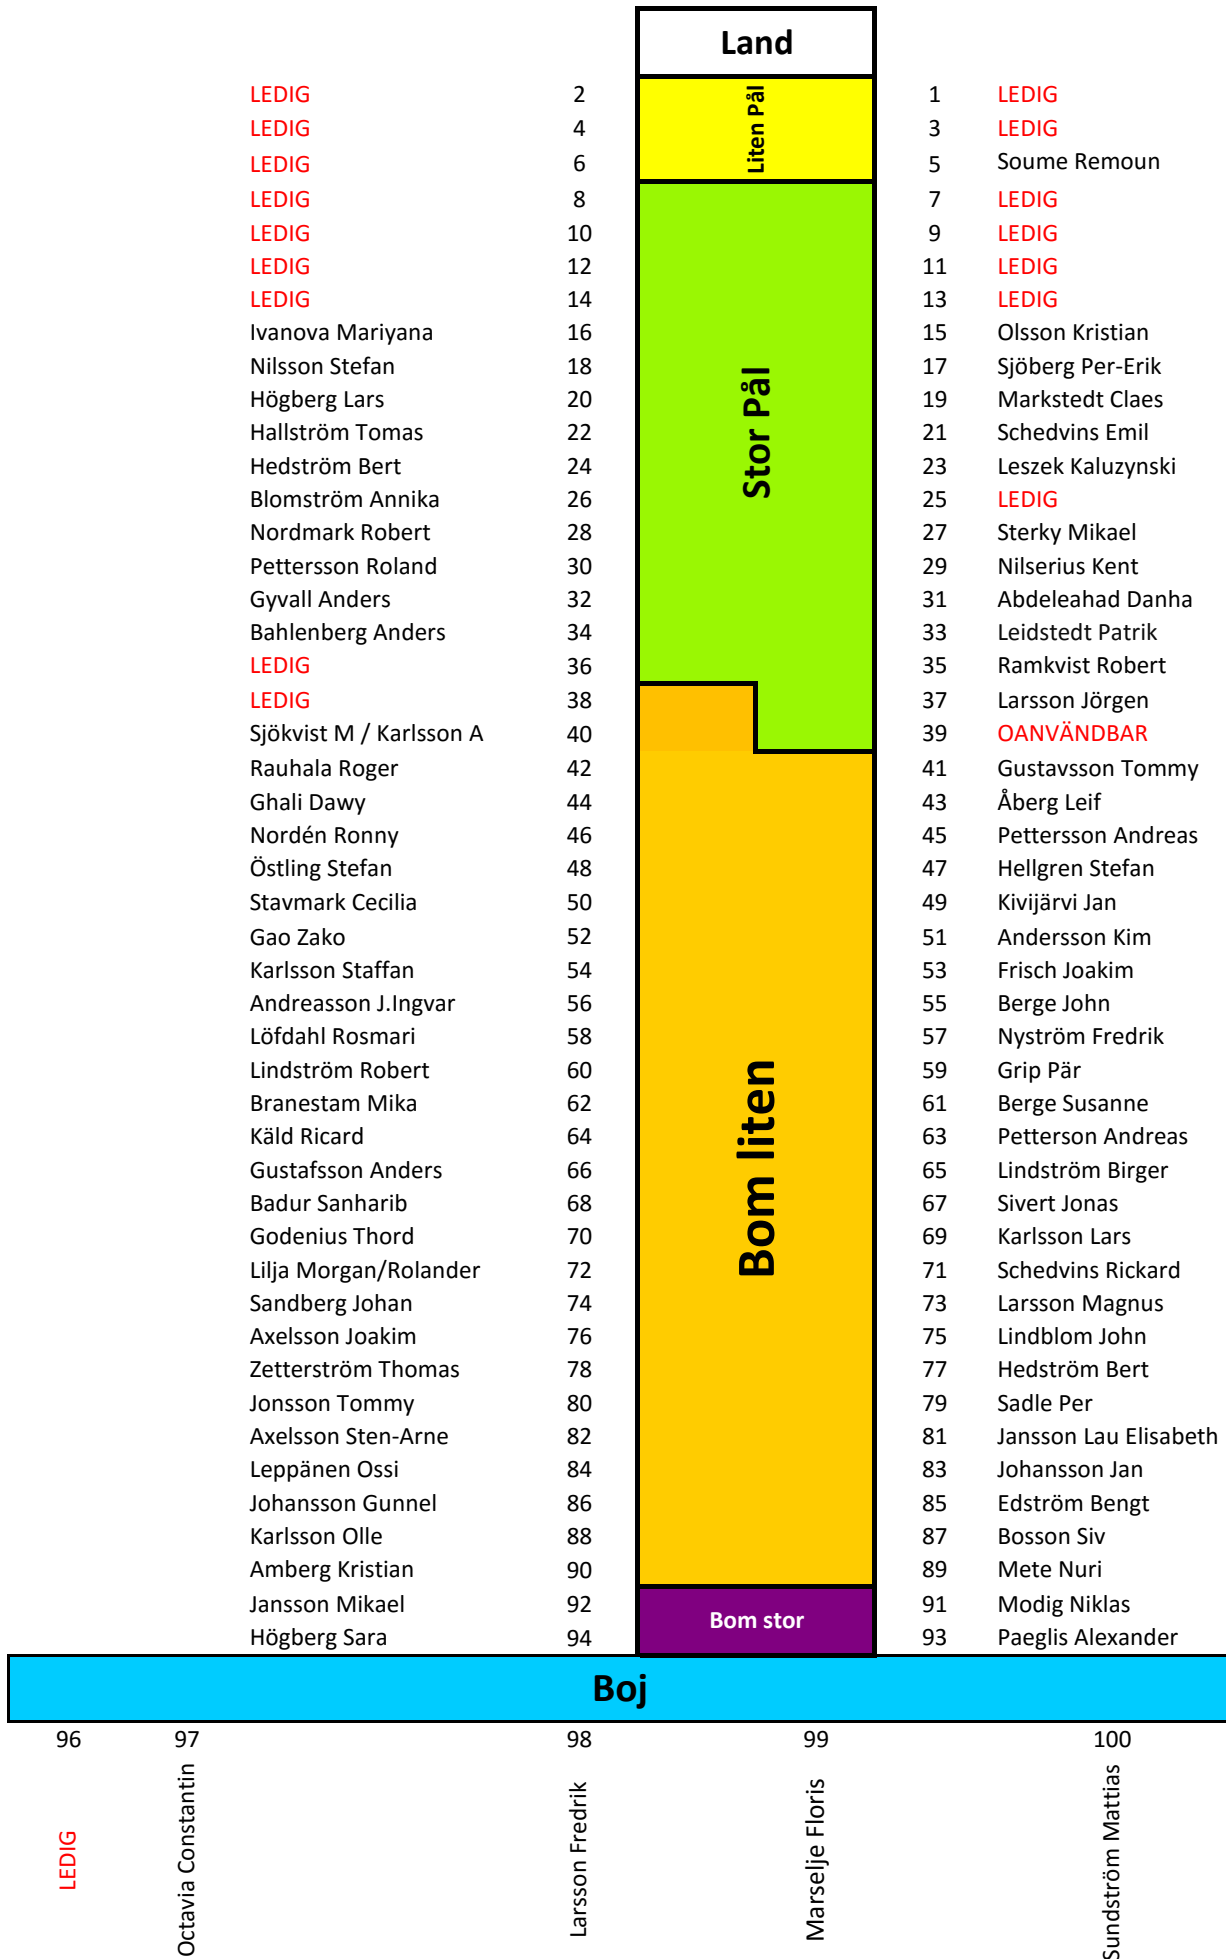 Land
LEDIG 2 Liten Pål 1 LEDIG
LEDIG 4 3 LEDIG
LEDIG 6 5 Soume Remoun
LEDIG 8 7 LEDIG
LEDIG 10 9 LEDIG
LEDIG 12 11 LEDIG
LEDIG 14 13 LEDIG
Ivanova Mariyana 16 15 Olsson Kristian
Nilsson Stefan 18 17 Sjöberg Per-Erik
Högberg Lars 20 Stor Pål 19 Markstedt Claes
Hallström Tomas 22 21 Schedvins Emil
Hedström Bert 24 23 Leszek Kaluzynski
Blomström Annika 26 25 LEDIG
Nordmark Robert 28 27 Sterky Mikael
Pettersson Roland 30 29 Nilserius Kent
Gyvall Anders 32 31 Abdeleahad Danha
Bahlenberg Anders 34 33 Leidstedt Patrik
LEDIG 36 35 Ramkvist Robert
LEDIG 38 37 Larsson Jörgen
Sjökvist M / Karlsson A 40 39 OANVÄNDBAR
Rauhala Roger 42 41 Gustavsson Tommy
Ghali Dawy 44 43 Åberg Leif
Nordén Ronny 46 45 Pettersson Andreas
Östling Stefan 48 47 Hellgren Stefan
Stavmark Cecilia 50 49 Kivijärvi Jan
Gao Zako 52 51 Andersson Kim
Karlsson Staffan 54 53 Frisch Joakim
Andreasson J.Ingvar 56 55 Berge John
Löfdahl Rosmari 58 57 Nyström Fredrik
Lindström Robert 60 59 Grip Pär
Branestam Mika 62 61 Berge Susanne
Käld Ricard 64 Bom liten 63 Petterson Andreas
Gustafsson Anders 66 65 Lindström Birger
Badur Sanharib 68 67 Sivert Jonas
Godenius Thord 70 69 Karlsson Lars
Lilja Morgan/Rolander 72 71 Schedvins Rickard
Sandberg Johan 74 73 Larsson Magnus
Axelsson Joakim 76 75 Lindblom John
Zetterström Thomas 78 77 Hedström Bert
Jonsson Tommy 80 79 Sadle Per
Axelsson Sten-Arne 82 81 Jansson Lau Elisabeth
Leppänen Ossi 84 83 Johansson Jan
Johansson Gunnel 86 85 Edström Bengt
Karlsson Olle 88 87 Bosson Siv
Amberg Kristian 90 89 Mete Nuri
Jansson Mikael 92 Bom stor 91 Modig Niklas
Högberg Sara 94 93 Paeglis Alexander
Boj
96 97 98 99 100
LEDIG
Octavia Constantin
Larsson Fredrik
Marselje Floris
Sundström Mattias